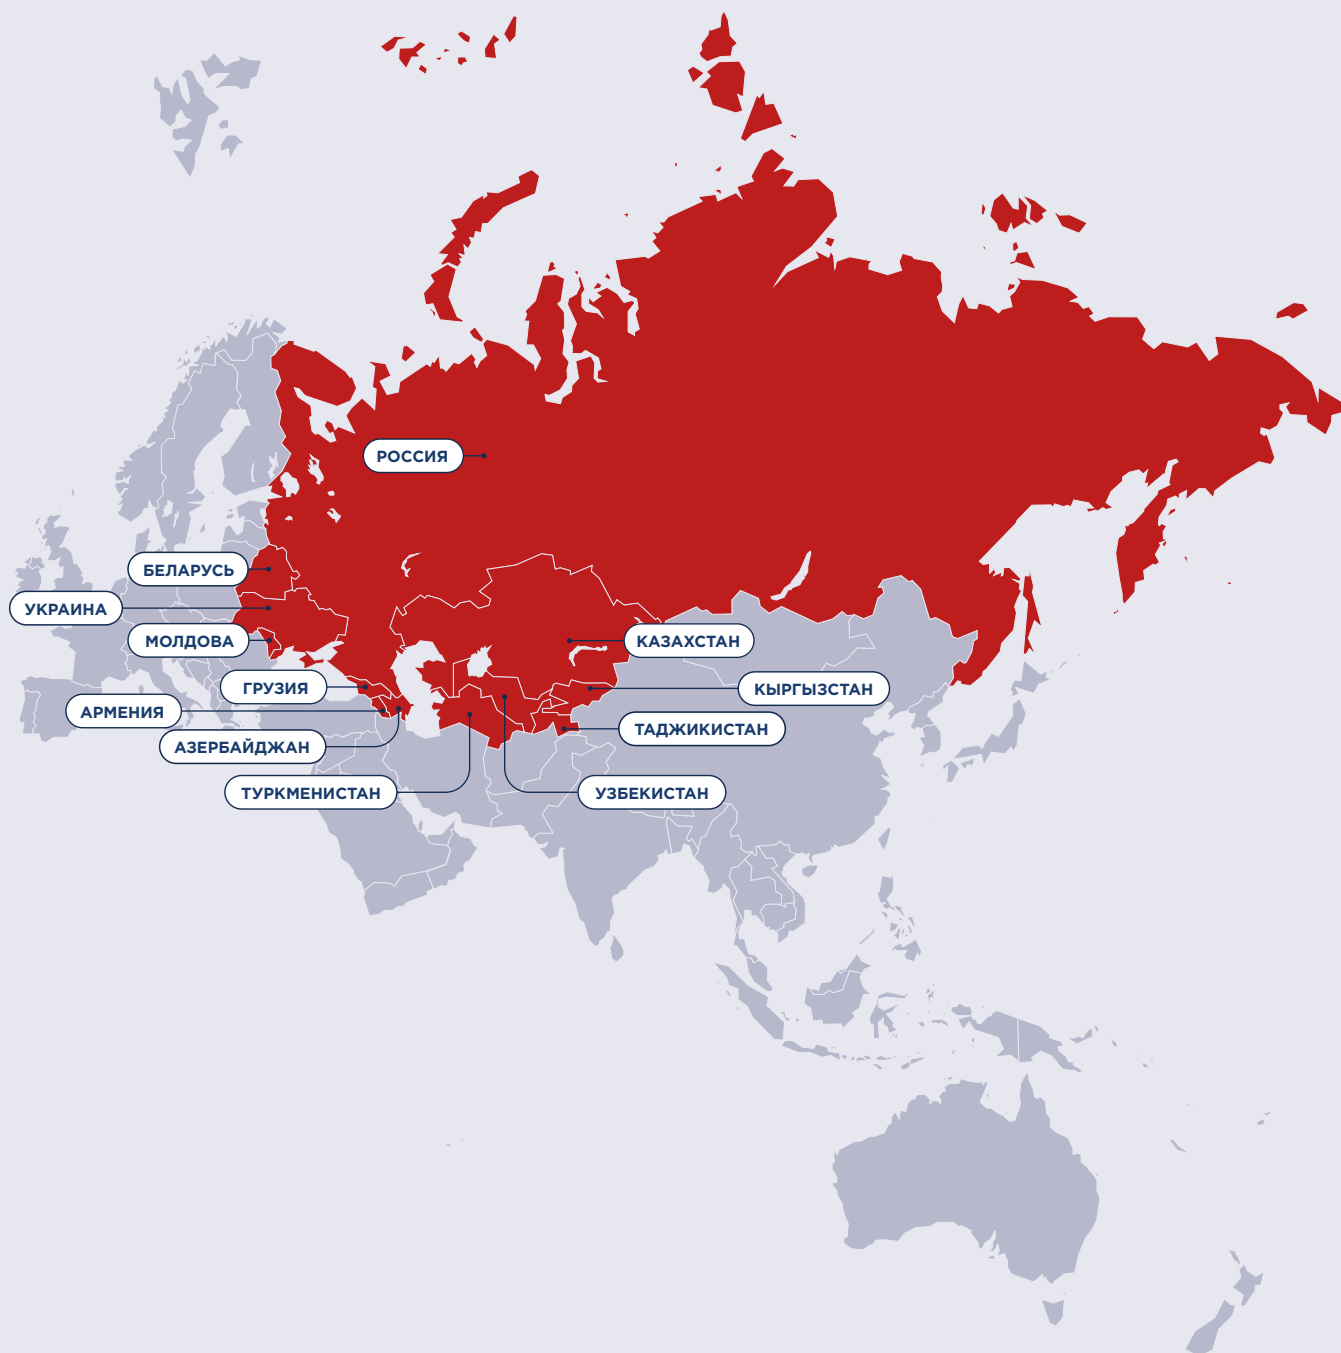 РОССИЯ
БЕЛАРУСЬ
УКРАИНА
МОЛДОВА
КАЗАХСТАН
ГРУЗИЯ
КЫРГЫЗСТАН
АРМЕНИЯ
ТАДЖИКИСТАН
АЗЕРБАЙДЖАН
ТУРКМЕНИСТАН
УЗБЕКИСТАН